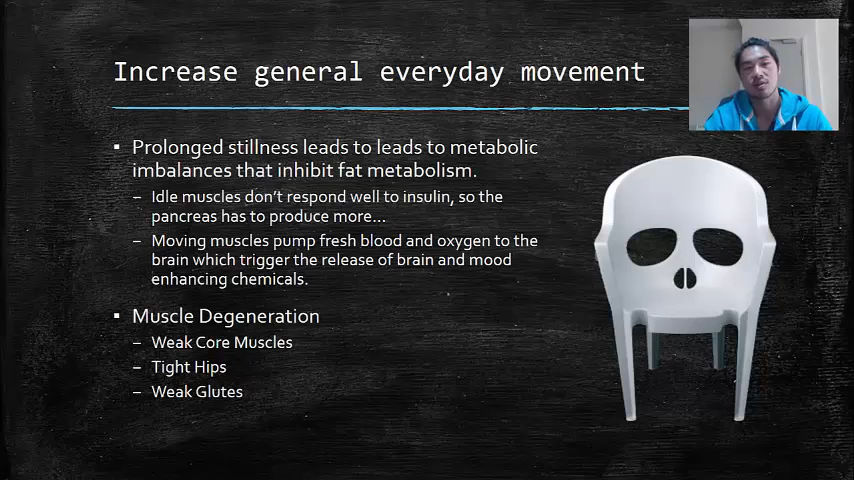 Increase general everyday movement
Prolonged stillness leads to leads to metabolic
imbalances that inhibit fat metabolism.
– Idle muscles don't respond well to insulin, so the
pancreas has to produce more...
– Moving muscles pump fresh blood and oxygen to the
brain which trigger the release of brain and mood
enhancing chemicals.
Muscle Degeneration
– Weak Core Muscles
– Tight Hips
– Weak Glutes